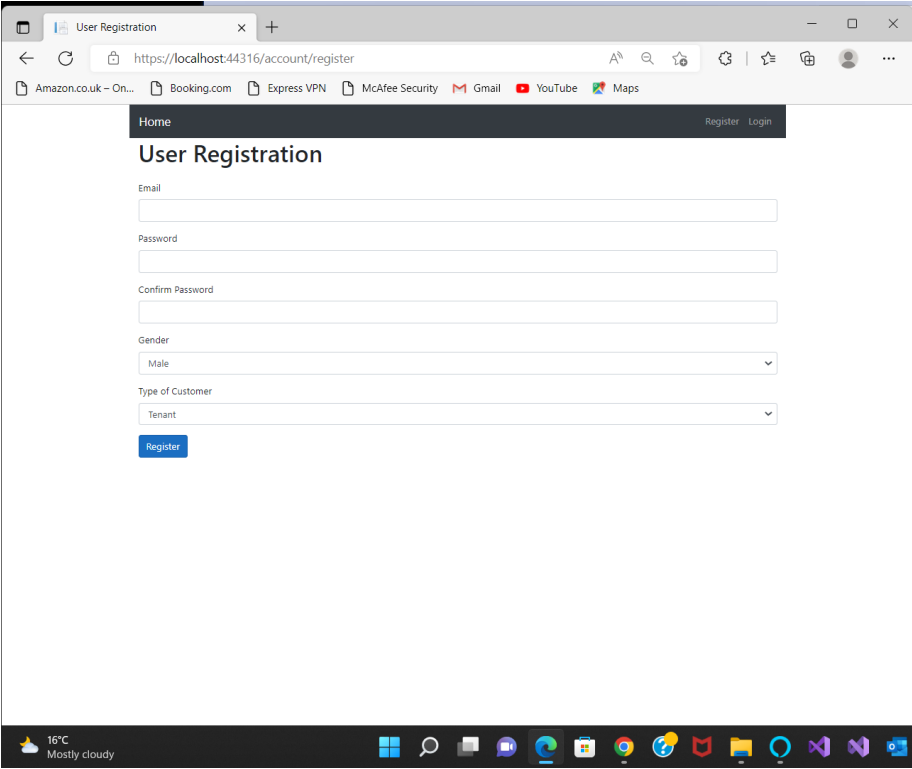 User Registration
https://localhost:44316/account/register
Amazon.co.uk – On... Booking.com Express VPN McAfee Security Gmail YouTube Maps
Home Register Login
User Registration
Email
Password
Confirm Password
Gender
Male
Type of Customer
Tenant
Register
16°C
Mostly cloudy